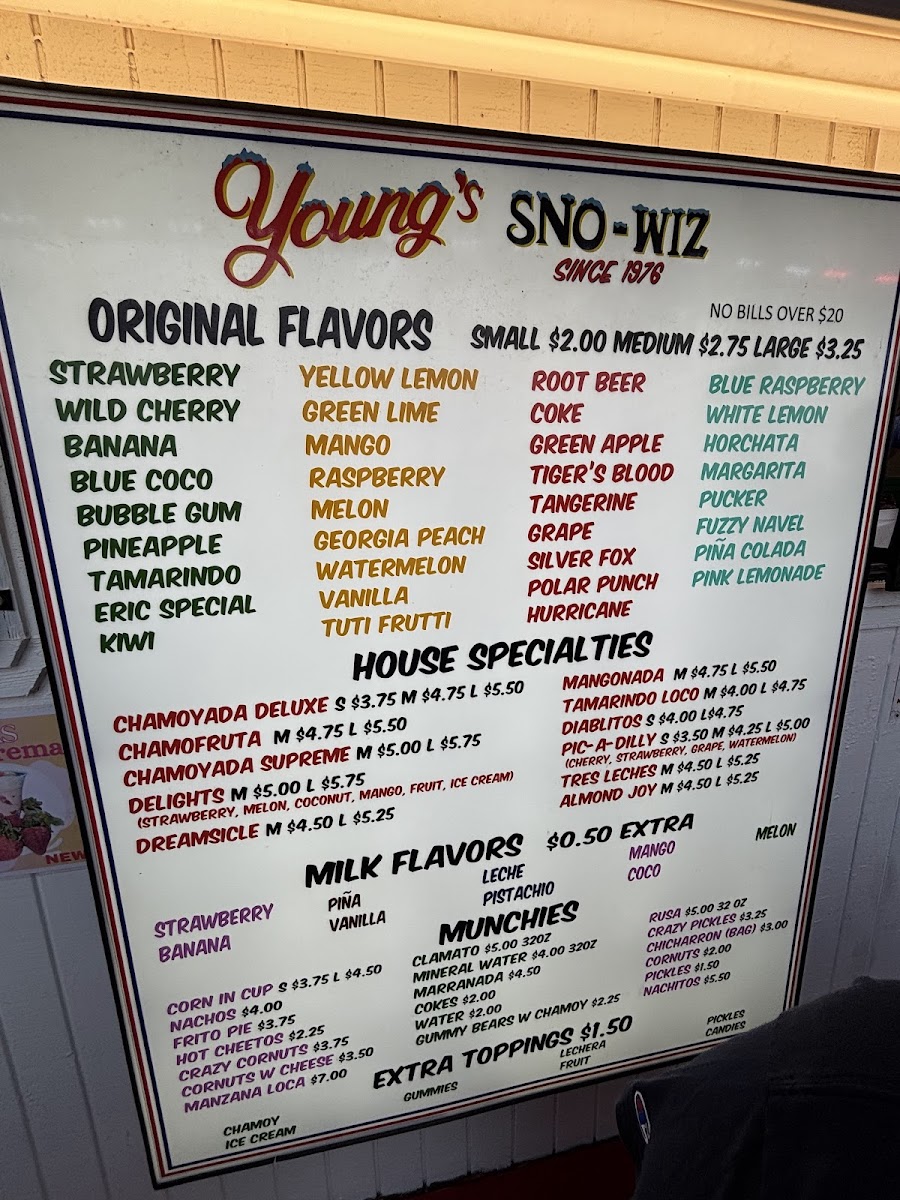 Young's SNO-WIZ
SINCE 1976
NO BILLS OVER $20
ORIGINAL FLAVORS
SMALL $2.00 MEDIUM $2.75 LARGE $3.25
STRAWBERRY
WILD CHERRY
BANANA
BLUE COCO
BUBBLE GUM
PINEAPPLE
TAMARINDO
ERIC SPECIAL
KIWI
YELLOW LEMON
GREEN LIME
MANGO
RASPBERRY
MELON
GEORGIA PEACH
WATERMELON
VANILLA
TUTI FRUTTI
ROOT BEER
COKE
GREEN APPLE
TIGER'S BLOOD
TANGERINE
GRAPE
SILVER FOX
POLAR PUNCH
HURRICANE
BLUE RASPBERRY
WHITE LEMON
HORCHATA
MARGARITA
PUCKER
FUZZY NAVEL
PIÑA COLADA
PINK LEMONADE
HOUSE SPECIALTIES
CHAMOYADA DELUXE S $3.75 M $4.75 L $5.50
CHAMOFRUTA M $4.75 L $5.50
CHAMOYADA SUPREME M $5.00 L $5.75
DELIGHTS M $5.00 L $5.75
(STRAWBERRY, MELON, COCONUT, MANGO, FRUIT, ICE CREAM)
DREAMSICLE M $4.50 L $5.25
MANGONADA M $4.75 L $5.50
TAMARINDO LOCO M $4.00 L $4.75
DIABLITOS S $4.00 L$4.75
PIC-A-DILLY S $3.50 M $4.25 L $5.00
(CHERRY, STRAWBERRY, GRAPE, WATERMELON)
TRES LECHES M $4.50 L $5.25
ALMOND JOY M $4.50 L $5.25
MILK FLAVORS $0.50 EXTRA
STRAWBERRY
BANANA
PIÑA
VANILLA
LECHE
PISTACHIO
MANGO
COCO
MELON
MUNCHIES
CORN IN CUP S $3.75 L $4.50
NACHOS $4.00
FRITO PIE $3.75
HOT CHEETOS $2.25
CRAZY CORNUTS $3.75
CORNUTS W CHEESE $3.50
MANZANA LOCA $7.00
CLAMATO $5.00 32OZ
MINERAL WATER $4.00 32OZ
MARRANADA $4.50
COKES $2.00
WATER $2.00
GUMMY BEARS W CHAMOY $2.25
RUSA $5.00 32 OZ
CRAZY PICKLES $3.25
CHICHARRON (BAG) $3.00
CORNUTS $2.00
PICKLES $1.50
NACHITOS $5.50
EXTRA TOPPINGS $1.50
CHAMOY
ICE CREAM
GUMMIES
LECHERA
FRUIT
PICKLES
CANDIES
NEW